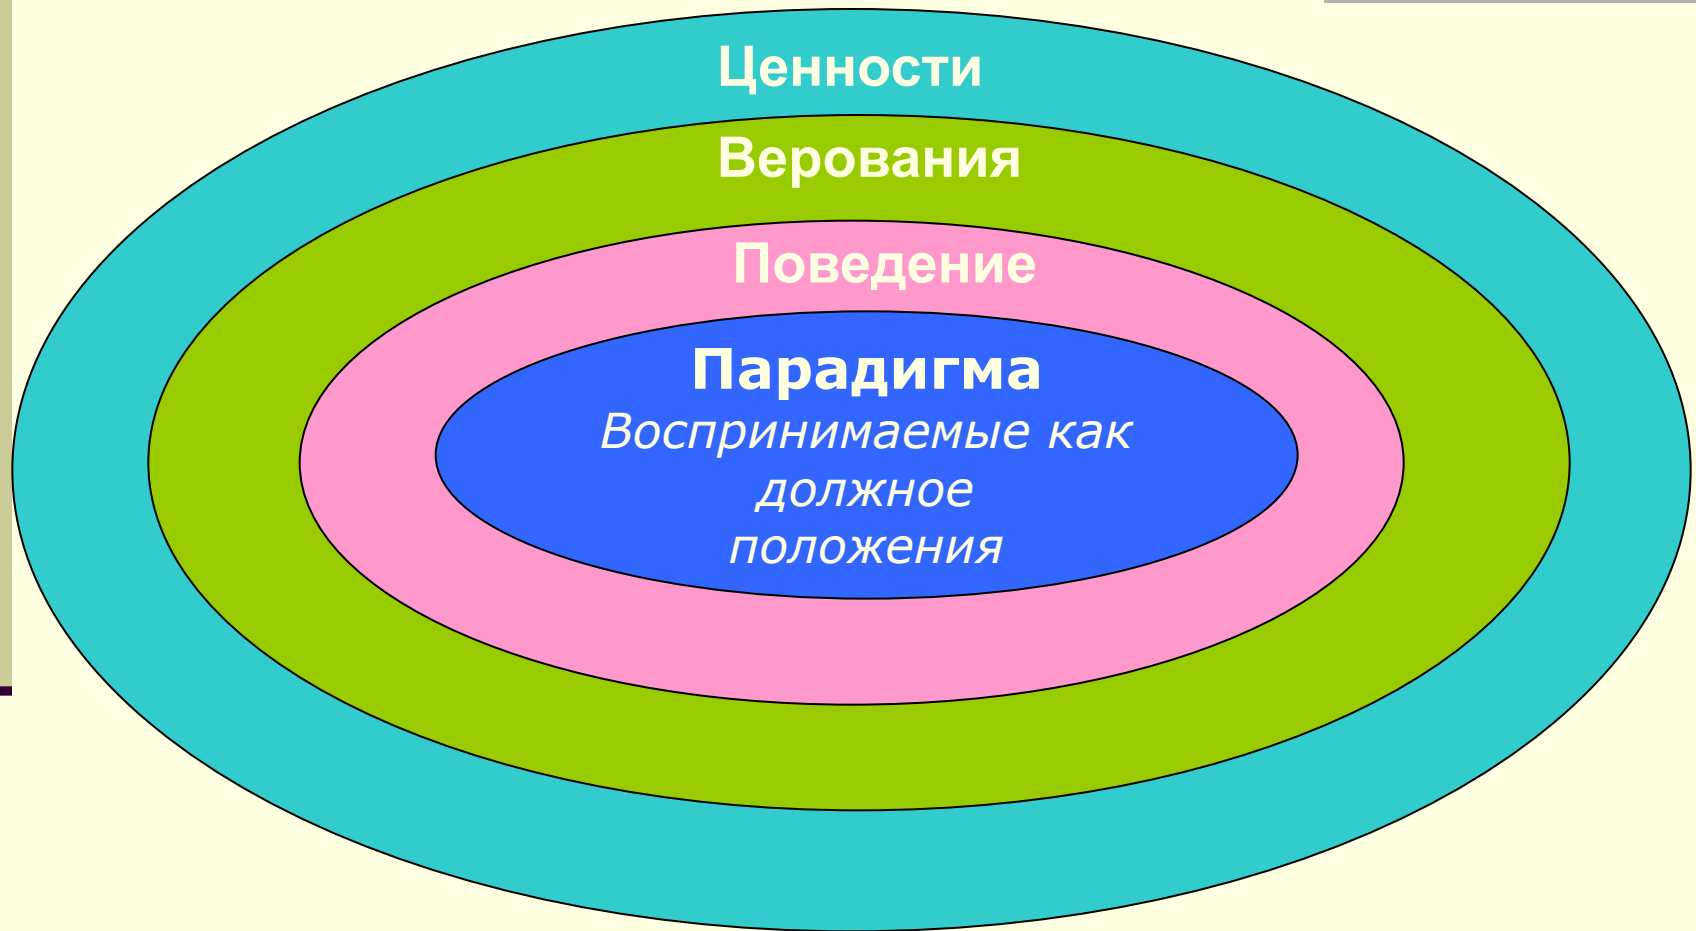 Ценности
Верования
Поведение
Парадигма
Воспринимаемые как
должное
положения